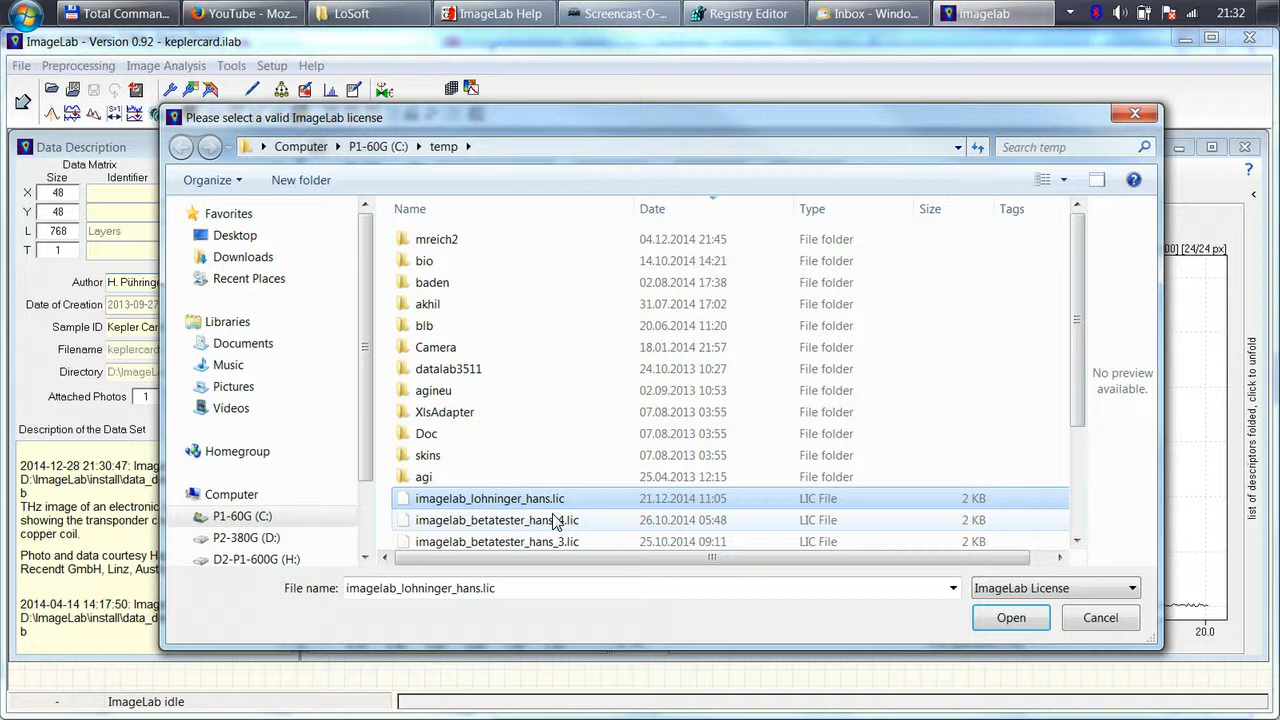 Total Comman...
YouTube - Moz...
LoSoft
ImageLab Help
Screencast-O-...
Registry Editor
Inbox - Windo...
imagelab
21:32
ImageLab - Version 0.92 - keplercard.ilab
File Preprocessing Image Analysis Tools Setup Help
Please select a valid ImageLab license
Computer P1-60G (C:) temp
Search temp
Organize New folder
Name Date Type Size Tags
Favorites
Desktop
Downloads
Recent Places
Libraries
Documents
Music
Pictures
Videos
Homegroup
Computer
P1-60G (C:)
P2-380G (D:)
D2-P1-600G (H:)
mreich2 04.12.2014 21:45 File folder
bio 14.10.2014 14:21 File folder
baden 02.08.2014 17:38 File folder
akhil 31.07.2014 17:02 File folder
blb 20.06.2014 11:20 File folder
Camera 18.01.2014 21:57 File folder
datalab3511 24.10.2013 10:27 File folder
agineu 02.09.2013 10:53 File folder
XlsAdapter 07.08.2013 03:55 File folder
Doc 07.08.2013 03:55 File folder
skins 07.08.2013 03:55 File folder
agi 25.04.2013 12:15 File folder
imagelab_lohninger_hans.lic 21.12.2014 11:05 LIC File 2 KB
imagelab_betatester_hans .lic 26.10.2014 05:48 LIC File 2 KB
imagelab_betatester_hans_3.lic 25.10.2014 09:11 LIC File 2 KB
No preview
available.
File name: imagelab_lohninger_hans.lic
ImageLab License
Open Cancel
Data Description
Data Matrix
Size Identifier
X 48
Y 48
L 768 Layers
T 1
Author H. Pühringe
Date of Creation 2013-09-27
Sample ID Kepler Car
Filename keplercard
Directory D:\ImageLa
Attached Photos 1
Description of the Data Set
2014-12-28 21:30:47: Imag
D:\ImageLab\install\data_d
b
THz image of an electronic
showing the transponder c
copper coil.
Photo and data courtesy H
Recendt GmbH, Linz, Aust
2014-04-14 14:17:50: Imag
D:\ImageLab\install\data_d
b
00] [24/24 px]
list of descriptors folded, click to unfold
20.0
- ImageLab idle